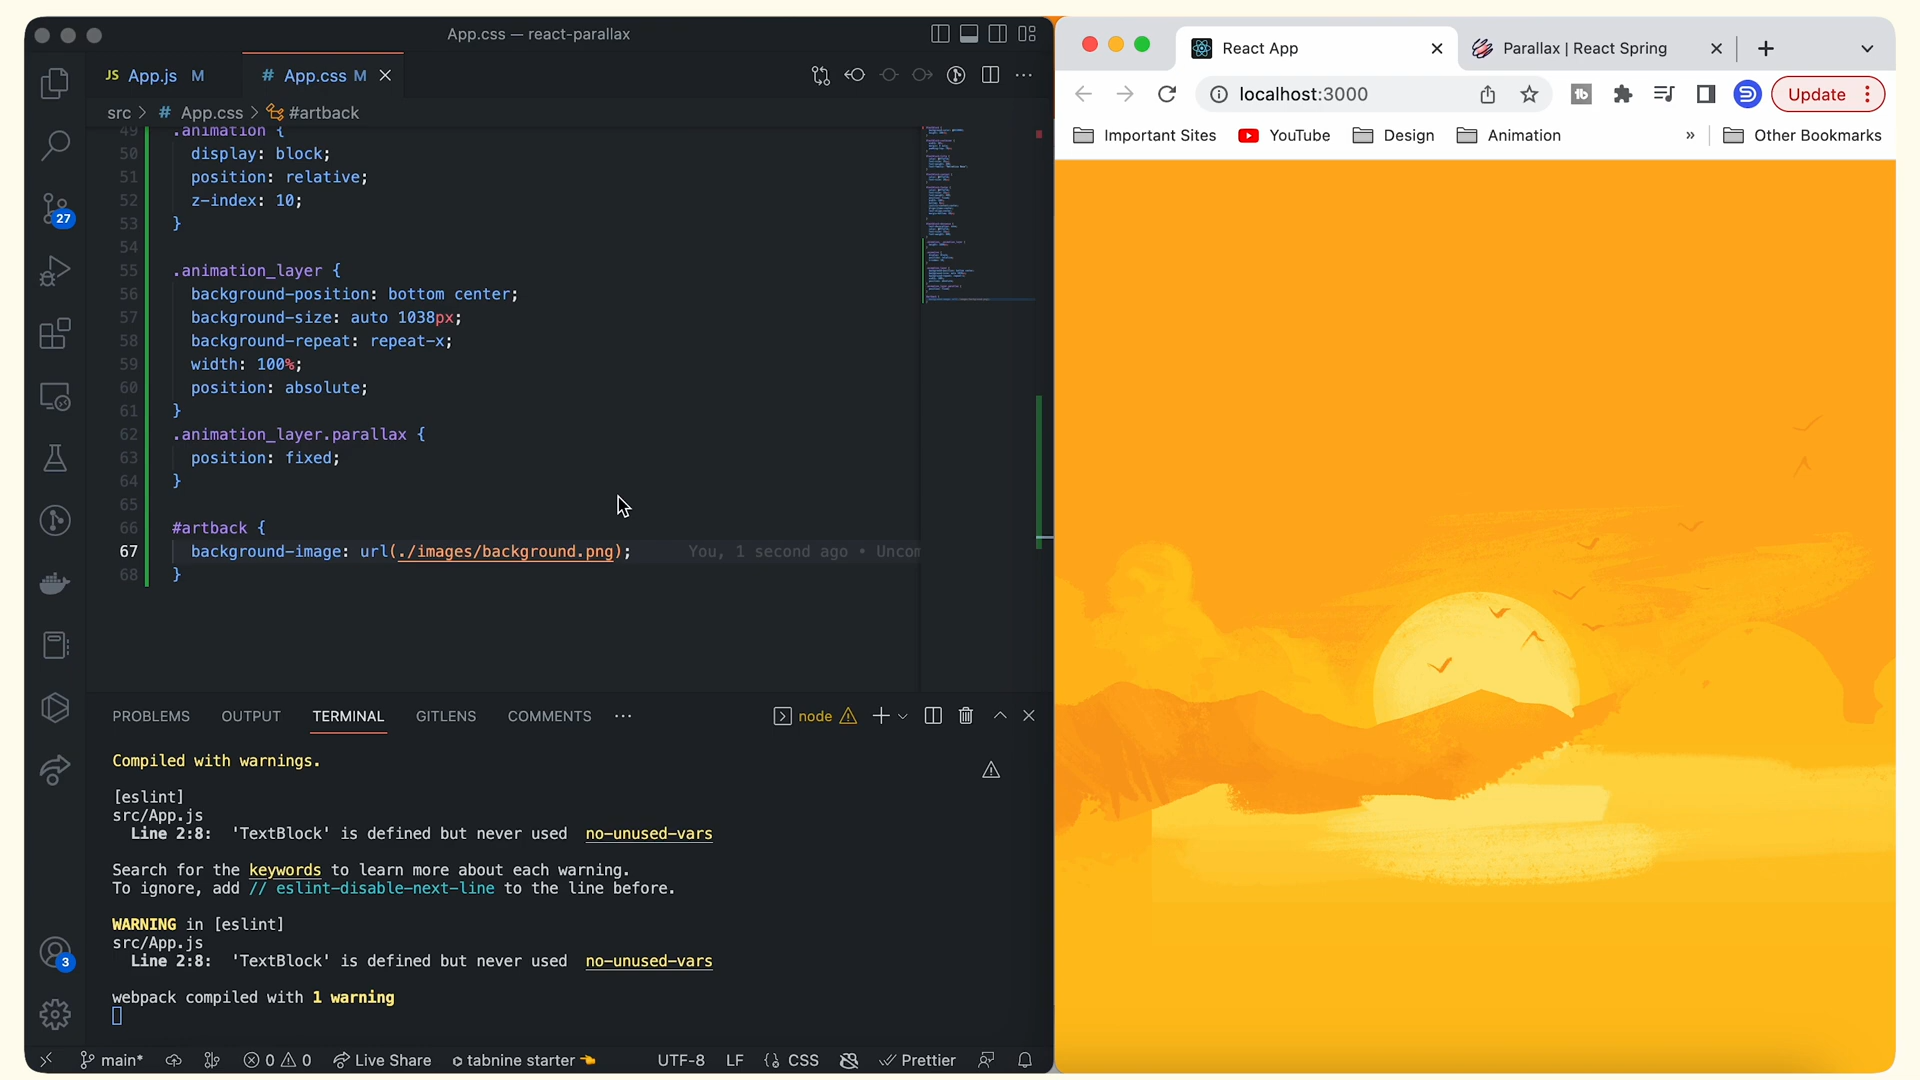 App.css — react-parallax
JS App.js M
# App.css M
src > # App.css > #artback
49 .animation {
50 display: block;
51 position: relative;
52 z-index: 10;
53 }
54
55 .animation_layer {
56 background-position: bottom center;
57 background-size: auto 1038px;
58 background-repeat: repeat-x;
59 width: 100%;
60 position: absolute;
61 }
62 .animation_layer.parallax {
63 position: fixed;
64 }
65
66 #artback {
67 background-image: url(./images/background.png); You, 1 second ago • Uncom
68 }
27
3
PROBLEMS OUTPUT TERMINAL GITLENS COMMENTS ···
node
Compiled with warnings.
[eslint]
src/App.js
Line 2:8: 'TextBlock' is defined but never used no-unused-vars
Search for the keywords to learn more about each warning.
To ignore, add // eslint-disable-next-line to the line before.
WARNING in [eslint]
src/App.js
Line 2:8: 'TextBlock' is defined but never used no-unused-vars
webpack compiled with 1 warning
main* 0 0 Live Share tabnine starter UTF-8 LF {} CSS Prettier
React App
Parallax | React Spring
localhost:3000
tb
Update
Important Sites YouTube Design Animation » Other Bookmarks